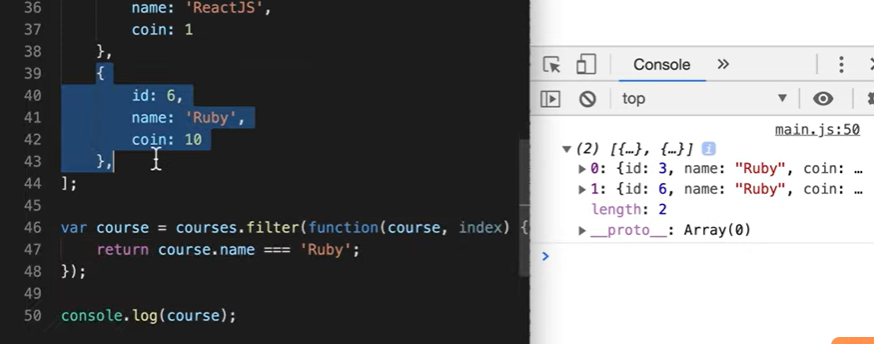 36 name: 'ReactJS',
37 coin: 1
38 },
39 {
40 id: 6,
41 name: 'Ruby',
42 coin: 10
43 },
44 ];
45
46 var course = courses.filter(function(course, index) {
47 return course.name === 'Ruby';
48 });
49
50 console.log(course);
Console »
top
main.js:50
(2) [{…}, {…}] i
0: {id: 3, name: "Ruby", coin: …
1: {id: 6, name: "Ruby", coin: …
length: 2
__proto__: Array(0)
>